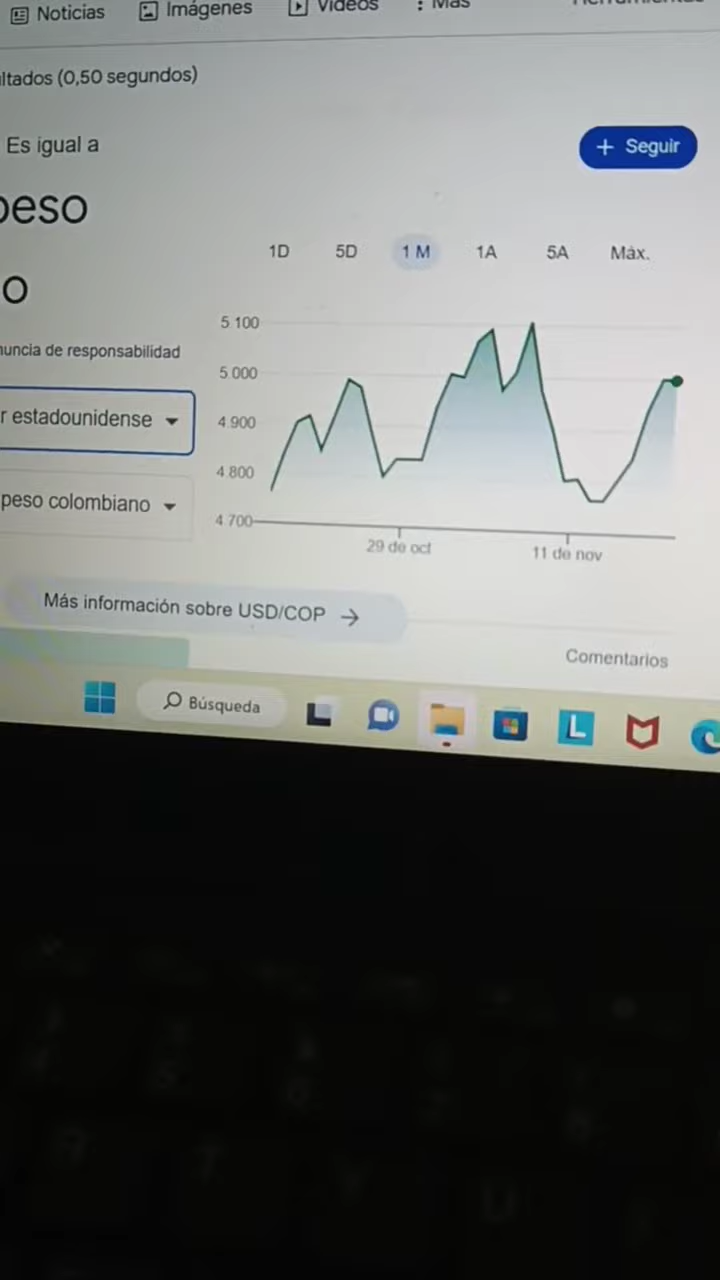 Noticias Imágenes Videos Más
ltados (0,50 segundos)
Es igual a
+ Seguir
peso
o
1D 5D 1 M 1A 5A Máx.
nuncia de responsabilidad
r estadounidense
peso colombiano
5 100
5.000
4 900
4 800
4 700
29 de oct 11 de nov
Más información sobre USD/COP →
Comentarios
Búsqueda
L